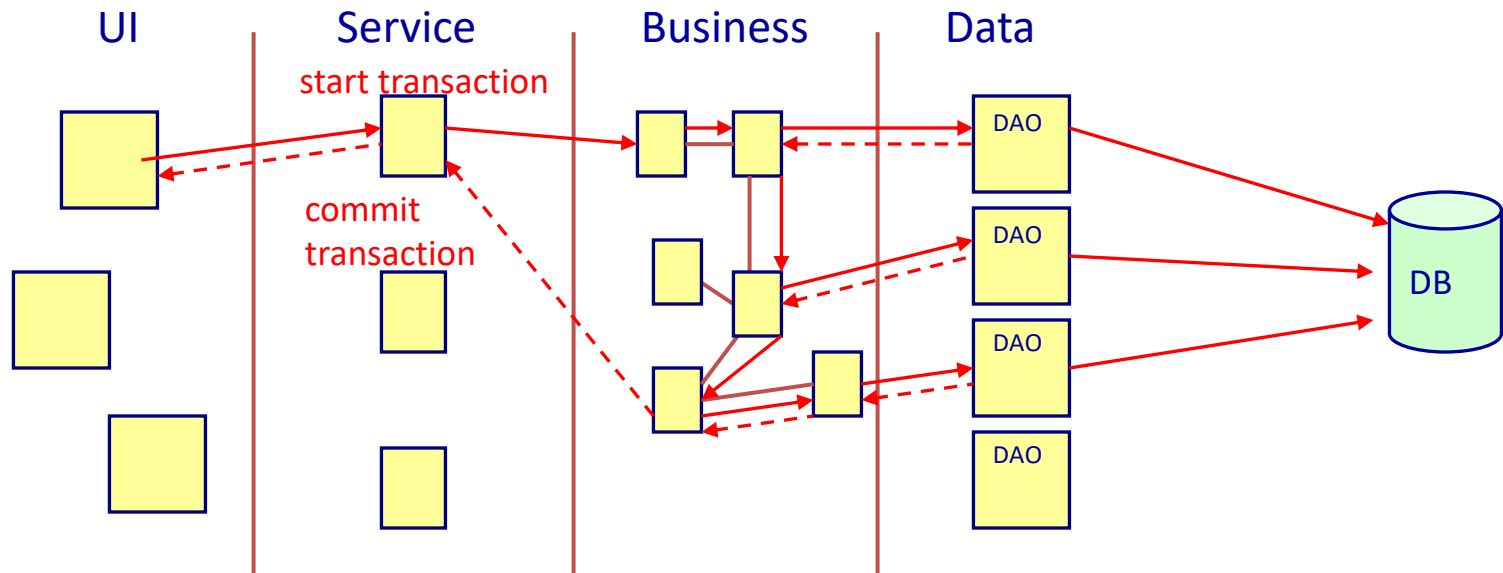 UI
Service
Business
Data
start transaction
commit
transaction
DAO
DAO
DAO
DAO
DB